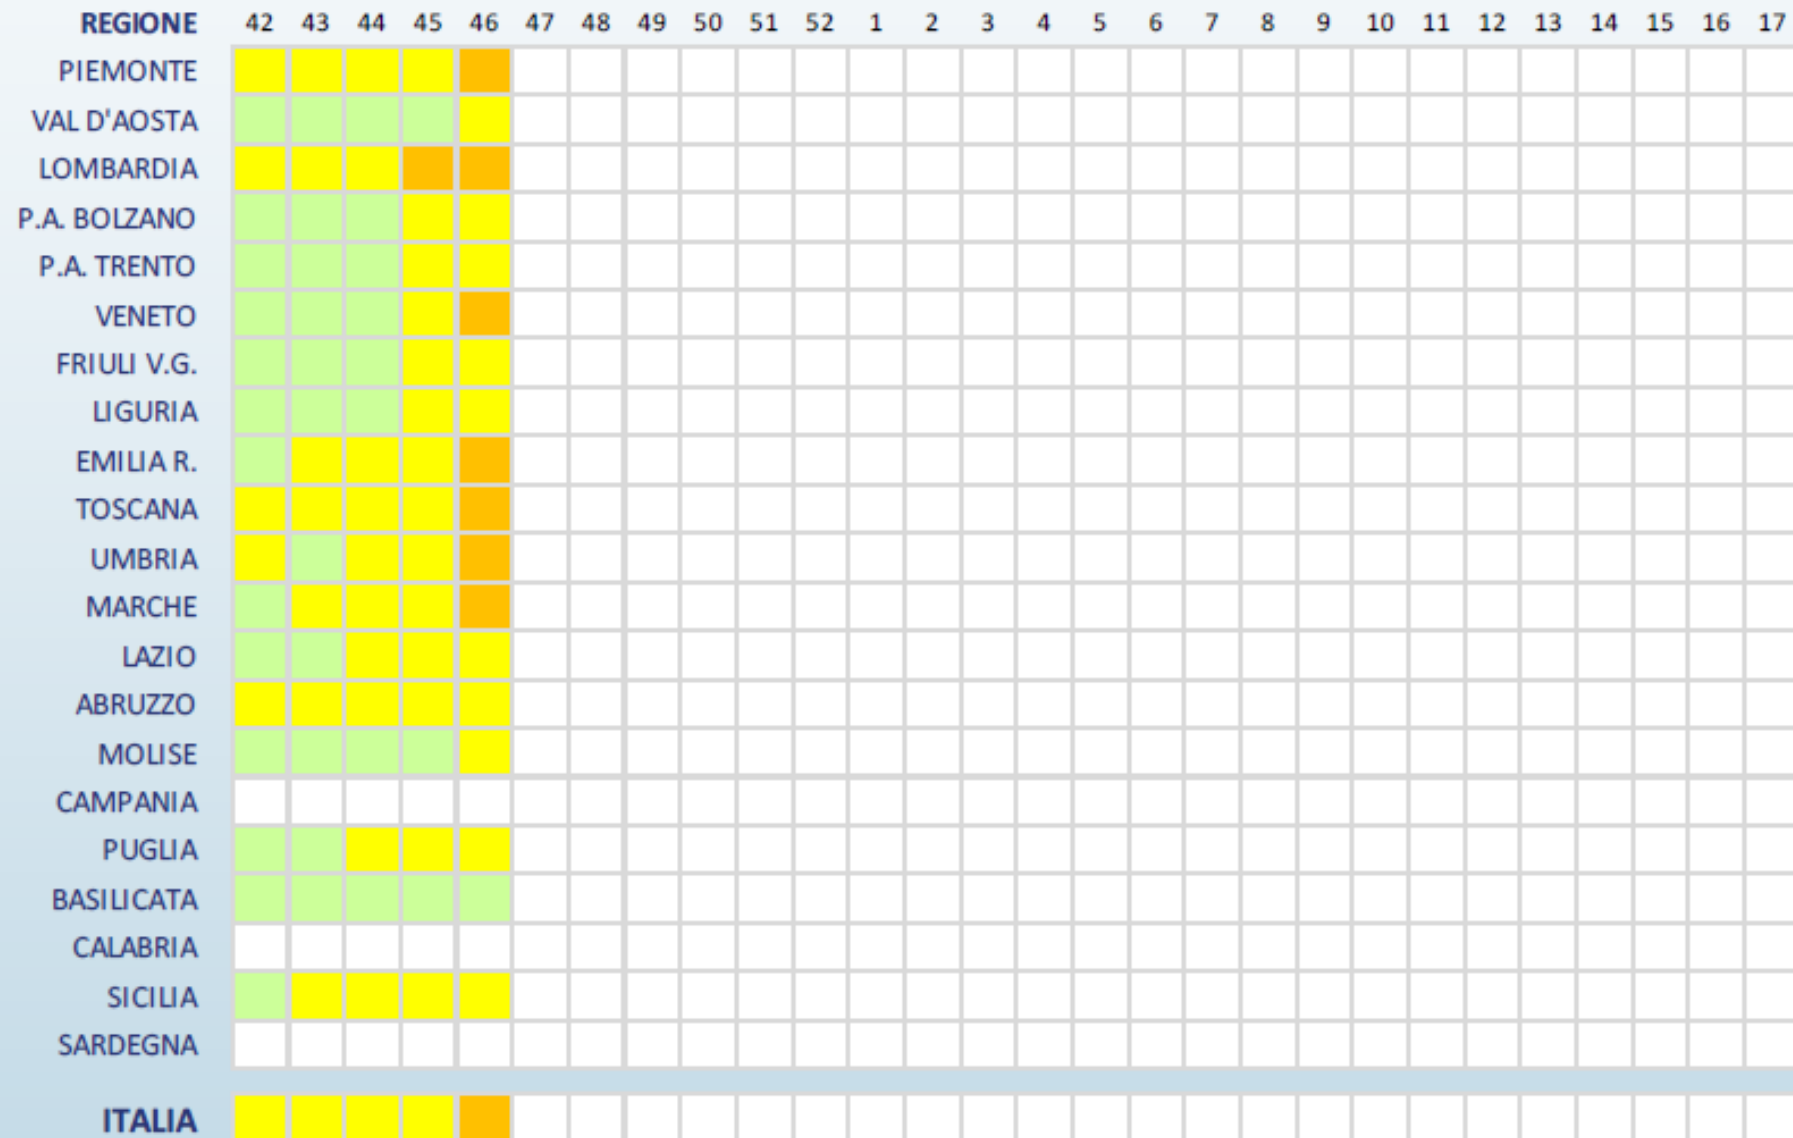 REGIONE 42 43 44 45 46 47 48 49 50 51 52 1 2 3 4 5 6 7 8 9 10 11 12 13 14 15 16 17
PIEMONTE
VAL D'AOSTA
LOMBARDIA
P.A. BOLZANO
P.A. TRENTO
VENETO
FRIULI V.G.
LIGURIA
EMILIA R.
TOSCANA
UMBRIA
MARCHE
LAZIO
ABRUZZO
MOLISE
CAMPANIA
PUGLIA
BASILICATA
CALABRIA
SICILIA
SARDEGNA
ITALIA